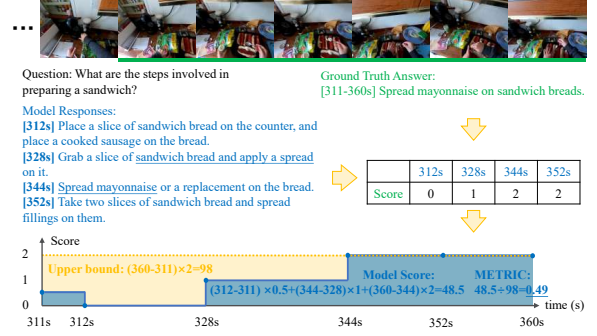 ...
Question: What are the steps involved in
preparing a sandwich?
Ground Truth Answer:
[311-360s] Spread mayonnaise on sandwich breads.
Model Responses:
[312s] Place a slice of sandwich bread on the counter, and
place a cooked sausage on the bread.
[328s] Grab a slice of sandwich bread and apply a spread
on it.
[344s] Spread mayonnaise or a replacement on the bread.
[352s] Take two slices of sandwich bread and spread
fillings on them.
312s 328s 344s 352s
Score 0 1 2 2
Score
2
Upper bound: (360-311)×2=98
Model Score: METRIC:
1
(312-311) ×0.5+(344-328)×1+(360-344)×2=48.5 48.5÷98=0.49
0
time (s)
311s 312s 328s 344s 352s 360s